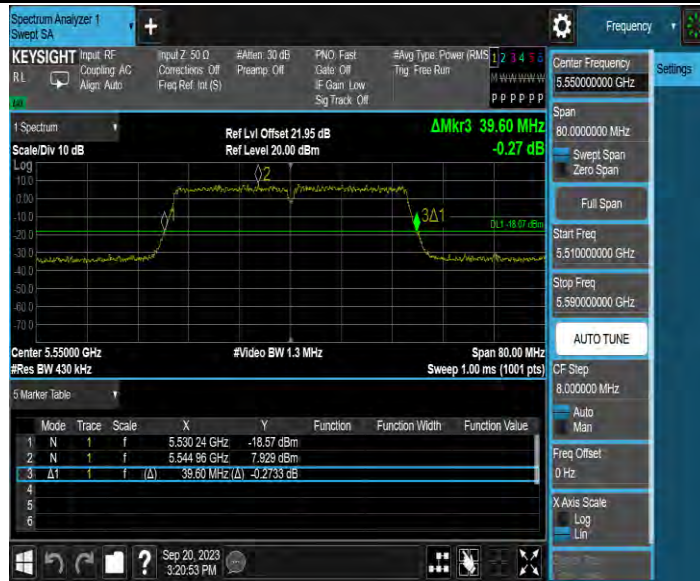 Spectrum Analyzer 1
Swept SA
+
Frequency
KEYSIGHT
RL
Input: RF
Coupling: AC
Align: Auto
Input Z: 50 Ω
Corrections: Off
Freq Ref: Int (S)
#Atten: 30 dB
Preamp: Off
PNO: Fast
Gate: Off
IF Gain: Low
Sig Track: Off
#Avg Type: Power (RMS
Trig: Free Run
1 2 3 4 5 6
M W W W W W
P P P P P P
1 Spectrum
Scale/Div 10 dB
Ref Lvl Offset 21.95 dB
Ref Level 20.00 dBm
ΔMkr3 39.60 MHz
-0.27 dB
Log
10.0
0.00
-10.0
-20.0
-30.0
-40.0
-50.0
-60.0
-70.0
1
2
3Δ1
DL1 -18.07 dBm
Center 5.55000 GHz
#Video BW 1.3 MHz
Span 80.00 MHz
#Res BW 430 kHz
Sweep 1.00 ms (1001 pts)
5 Marker Table
Mode Trace Scale X Y Function Function Width Function Value
1 N 1 f 5.530 24 GHz -18.57 dBm
2 N 1 f 5.544 96 GHz 7.929 dBm
3 Δ1 1 f (Δ) 39.60 MHz (Δ) -0.2733 dB
4
5
6
Sep 20, 2023
3:20:53 PM
?
Center Frequency
5.550000000 GHz
Settings
Span
80.0000000 MHz
Swept Span
Zero Span
Full Span
Start Freq
5.510000000 GHz
Stop Freq
5.590000000 GHz
AUTO TUNE
CF Step
8.000000 MHz
Auto
Man
Freq Offset
0 Hz
X Axis Scale
Log
Lin